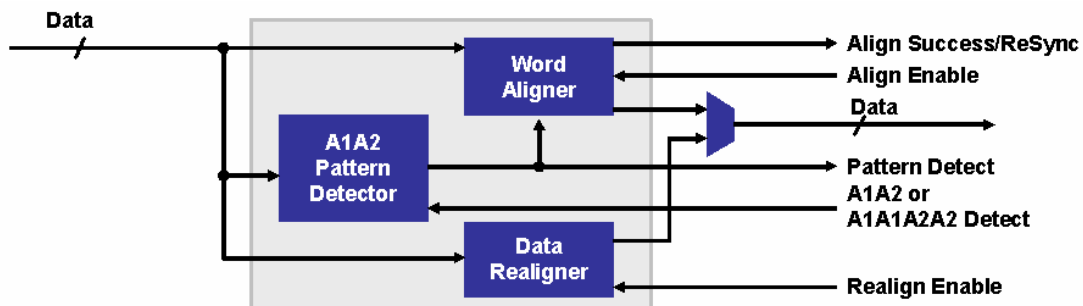 Data
Word
Aligner
Align Success/ReSync
Align Enable
Data
A1A2
Pattern
Detector
Pattern Detect
A1A2 or
A1A1A2A2 Detect
Data
Realigner
Realign Enable